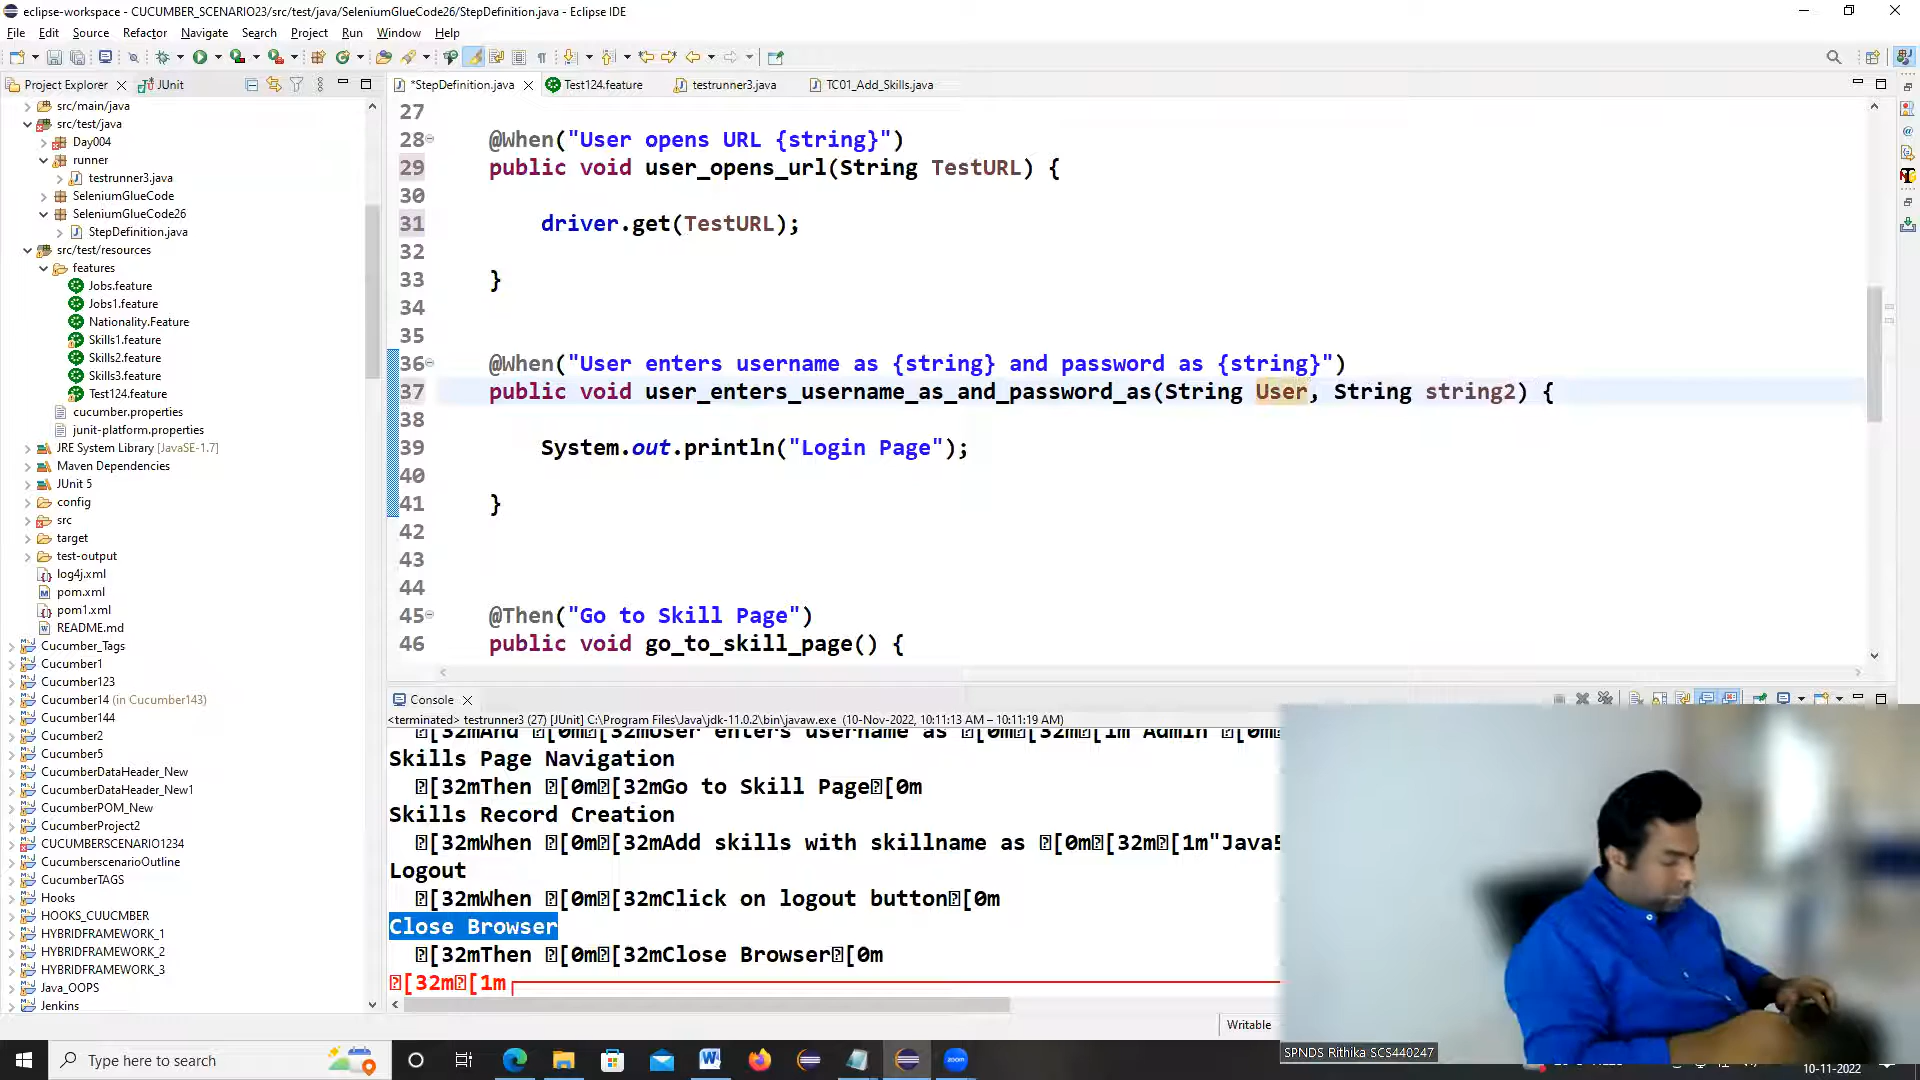 eclipse-workspace - CUCUMBER_SCENARIO23/src/test/java/SeleniumGlueCode26/StepDefinition.java - Eclipse IDE
File Edit Source Refactor Navigate Search Project Run Window Help
Project Explorer JUnit
src/main/java
src/test/java
Day004
runner
testrunner3.java
SeleniumGlueCode
SeleniumGlueCode26
StepDefinition.java
src/test/resources
features
Jobs.feature
Jobs1.feature
Nationality.Feature
Skills1.feature
Skills2.feature
Skills3.feature
Test124.feature
cucumber.properties
junit-platform.properties
JRE System Library [JavaSE-1.7]
Maven Dependencies
JUnit 5
config
src
target
test-output
log4j.xml
pom.xml
pom1.xml
README.md
Cucumber_Tags
Cucumber1
Cucumber123
Cucumber14 (in Cucumber143)
Cucumber144
Cucumber2
Cucumber5
CucumberDataHeader_New
CucumberDataHeader_New1
CucumberPOM_New
CucumberProject2
CUCUMBERSCENARIO1234
CucumberscenarioOutline
CucumberTAGS
Hooks
HOOKS_CUUCMBER
HYBRIDFRAMEWORK_1
HYBRIDFRAMEWORK_2
HYBRIDFRAMEWORK_3
Java_OOPS
Jenkins
*StepDefinition.java Test124.feature testrunner3.java TC01_Add_Skills.java
27
28 @When("User opens URL {string}")
29 public void user_opens_url(String TestURL) {
30
31 driver.get(TestURL);
32
33 }
34
35
36 @When("User enters username as {string} and password as {string}")
37 public void user_enters_username_as_and_password_as(String User, String string2) {
38
39 System.out.println("Login Page");
40
41 }
42
43
44
45 @Then("Go to Skill Page")
46 public void go_to_skill_page() {
Console
<terminated> testrunner3 (27) [JUnit] C:\Program Files\Java\jdk-11.0.2\bin\javaw.exe (10-Nov-2022, 10:11:13 AM – 10:11:19 AM)
[32mAnd [0m[32mUser enters username as [0m[32m[1m Admin [0m
Skills Page Navigation
[32mThen [0m[32mGo to Skill Page[0m
Skills Record Creation
[32mWhen [0m[32mAdd skills with skillname as [0m[32m[1m"Java5
Logout
[32mWhen [0m[32mClick on logout button[0m
Close Browser
[32mThen [0m[32mClose Browser[0m
[32m[1m
Writable
SPNDS Rithika SCS440247
Type here to search
zoom
10-11-2022